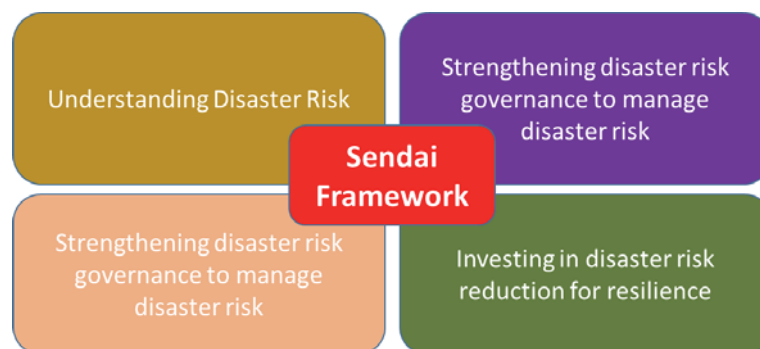 Understanding Disaster Risk
Strengthening disaster risk
governance to manage
disaster risk
Sendai
Framework
Strengthening disaster risk
governance to manage
disaster risk
Investing in disaster risk
reduction for resilience